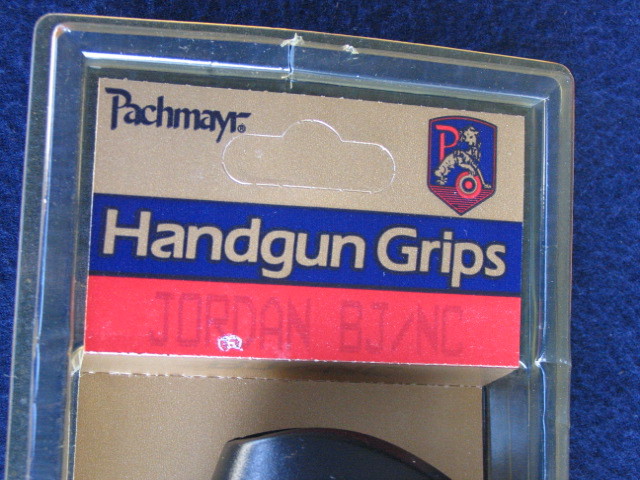 Pachmayr®
P
Handgun Grips
JORDAN BJ/NC